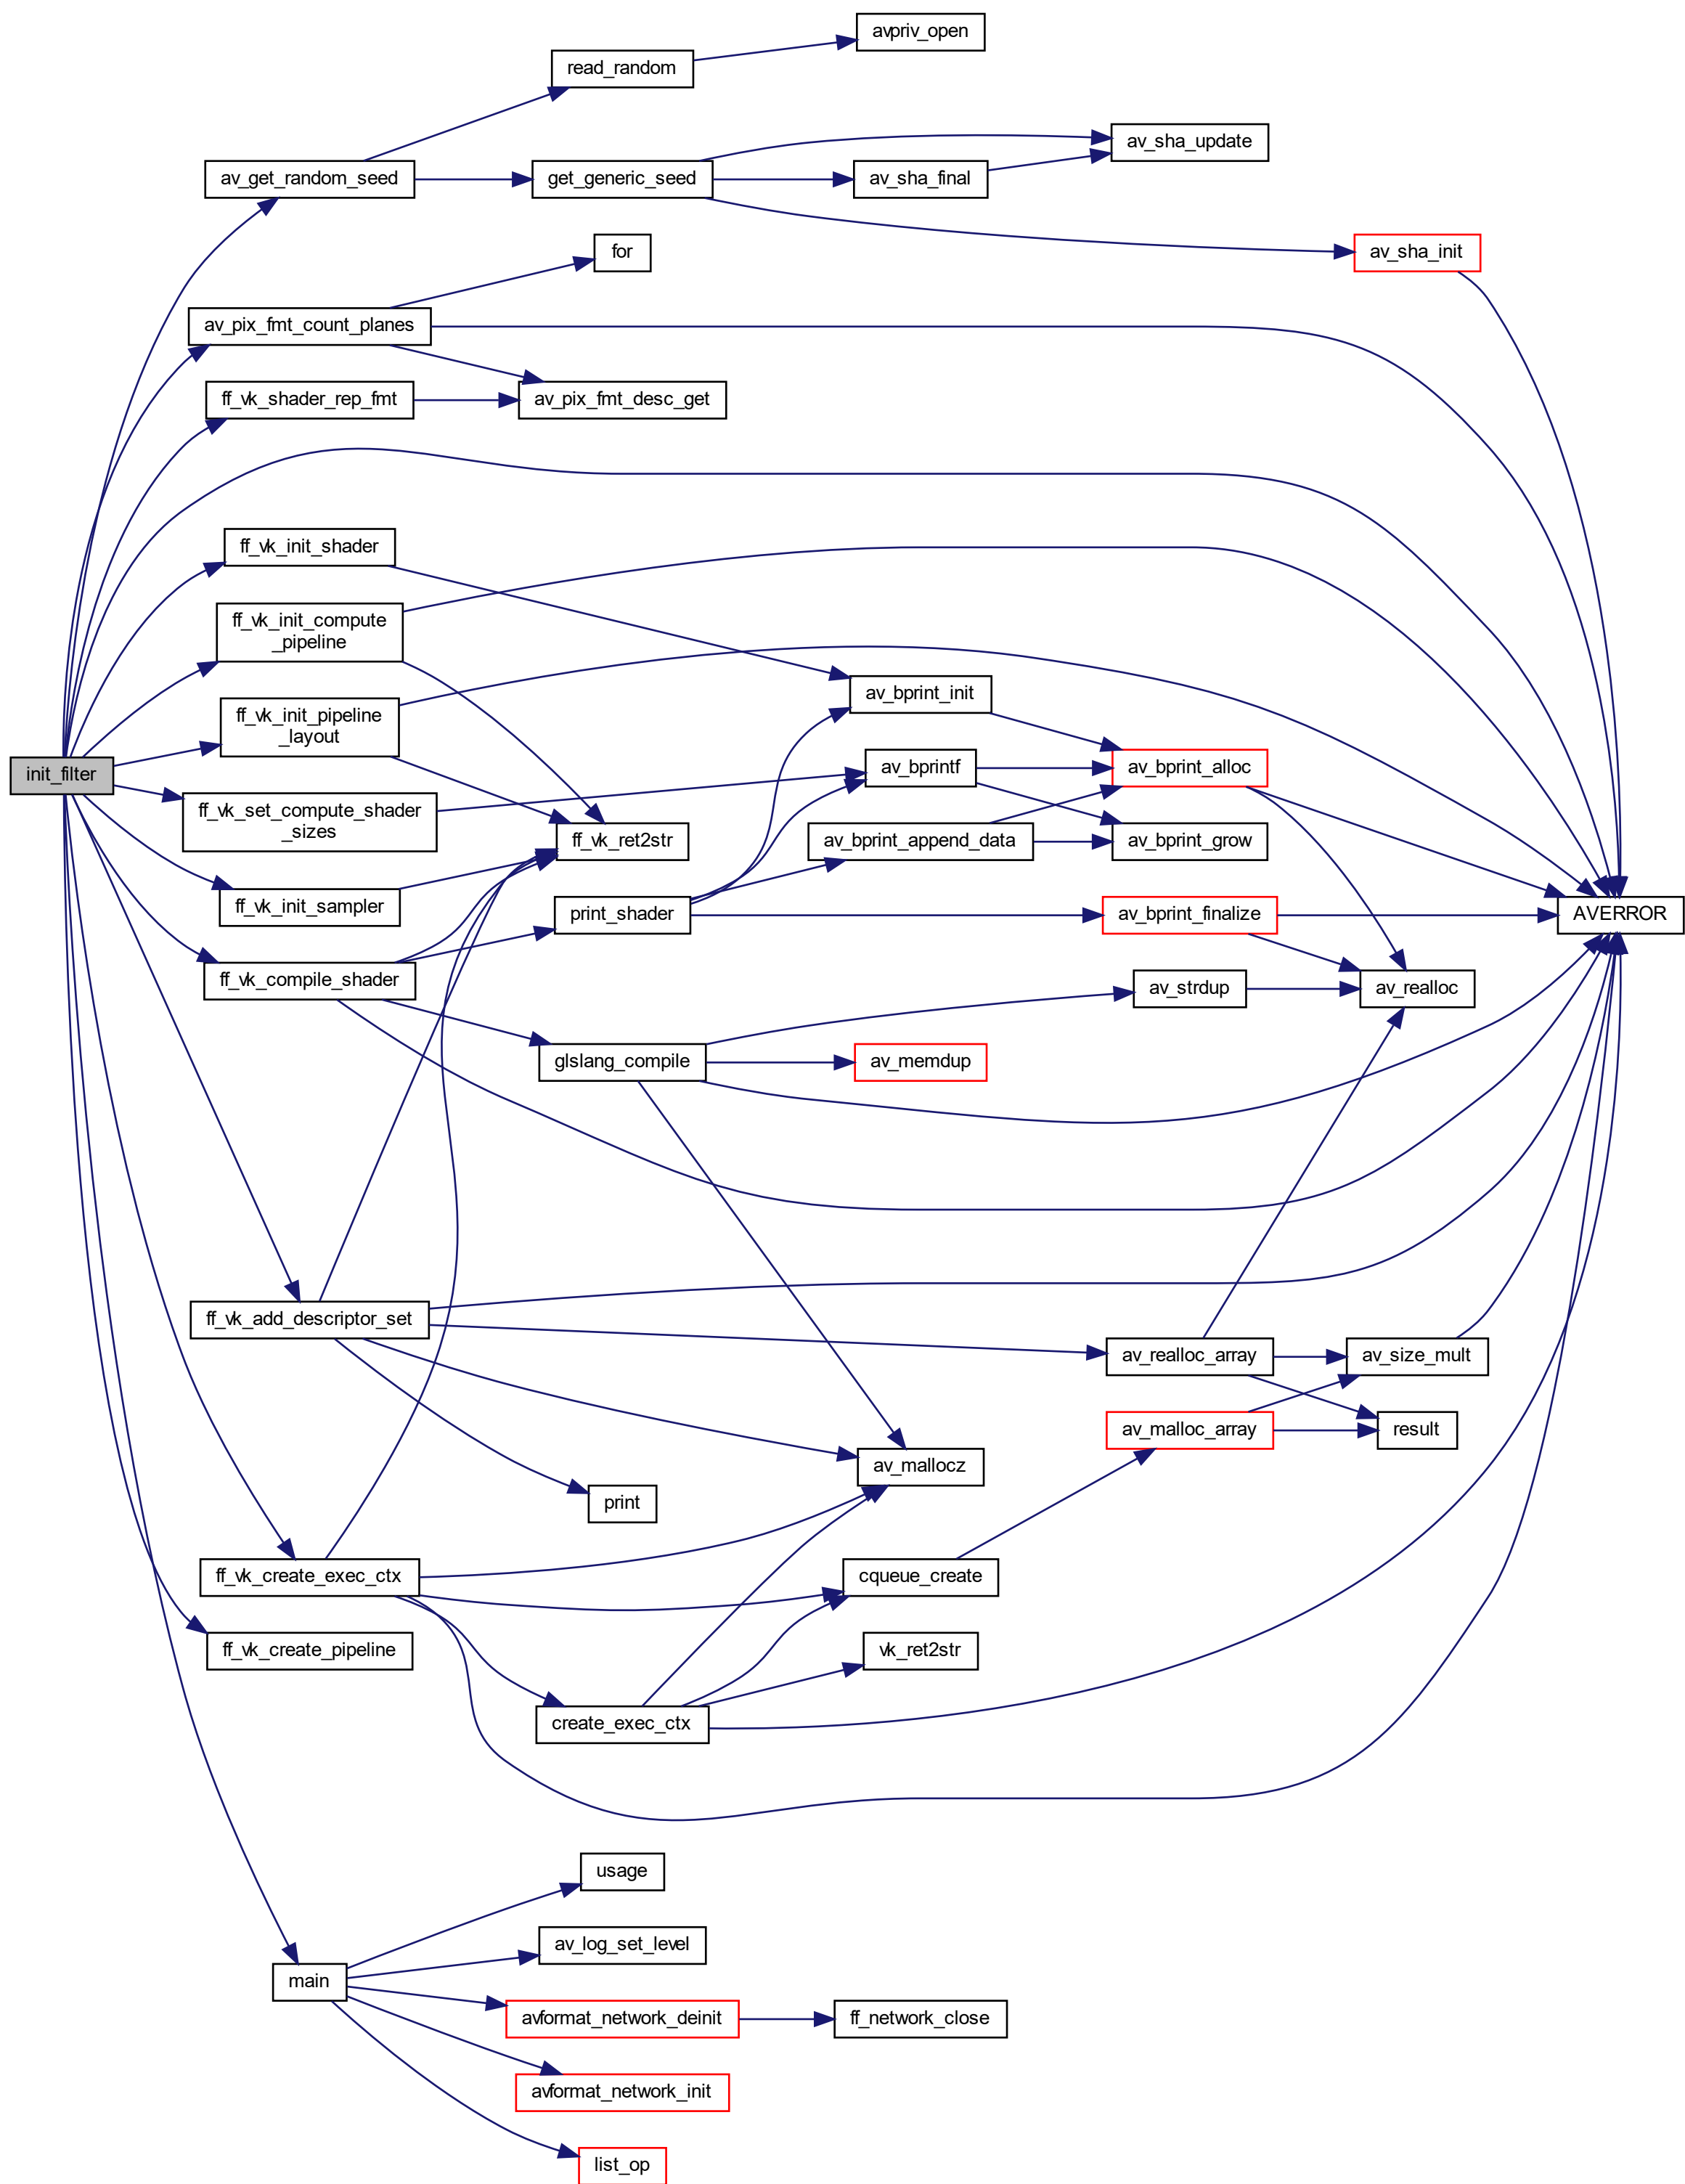 avpriv_open
read_random
av_sha_update
av_get_random_seed
get_generic_seed
av_sha_final
for
av_sha_init
av_pix_fmt_count_planes
ff_vk_shader_rep_fmt
av_pix_fmt_desc_get
ff_vk_init_shader
ff_vk_init_compute
_pipeline
av_bprint_init
ff_vk_init_pipeline
_layout
init_filter
av_bprintf
av_bprint_alloc
ff_vk_set_compute_shader
_sizes
ff_vk_ret2str
av_bprint_append_data
av_bprint_grow
ff_vk_init_sampler
print_shader
av_bprint_finalize
AVERROR
ff_vk_compile_shader
av_strdup
av_realloc
glslang_compile
av_memdup
ff_vk_add_descriptor_set
av_realloc_array
av_size_mult
av_malloc_array
result
av_mallocz
print
ff_vk_create_exec_ctx
cqueue_create
ff_vk_create_pipeline
vk_ret2str
create_exec_ctx
usage
av_log_set_level
main
avformat_network_deinit
ff_network_close
avformat_network_init
list_op